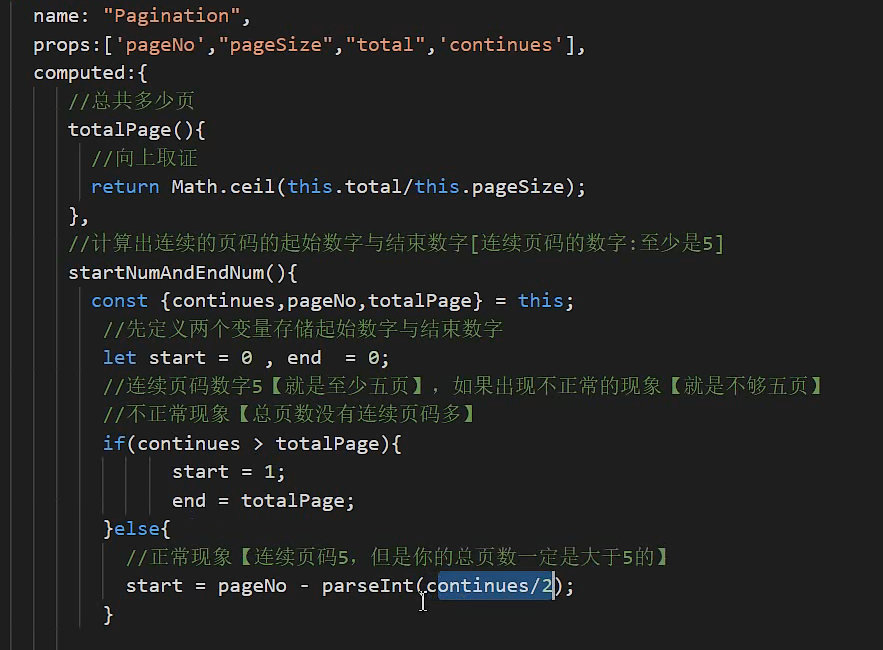 name: "Pagination",
props:['pageNo',"pageSize","total",'continues'],
computed:{
//总共多少页
totalPage(){
//向上取证
return Math.ceil(this.total/this.pageSize);
},
//计算出连续的页码的起始数字与结束数字[连续页码的数字:至少是5]
startNumAndEndNum(){
const {continues,pageNo,totalPage} = this;
//先定义两个变量存储起始数字与结束数字
let start = 0 , end  = 0;
//连续页码数字5【就是至少五页】，如果出现不正常的现象【就是不够五页】
//不正常现象【总页数没有连续页码多】
if(continues > totalPage){
start = 1;
end = totalPage;
}else{
//正常现象【连续页码5，但是你的总页数一定是大于5的】
start = pageNo - parseInt(continues/2);
}